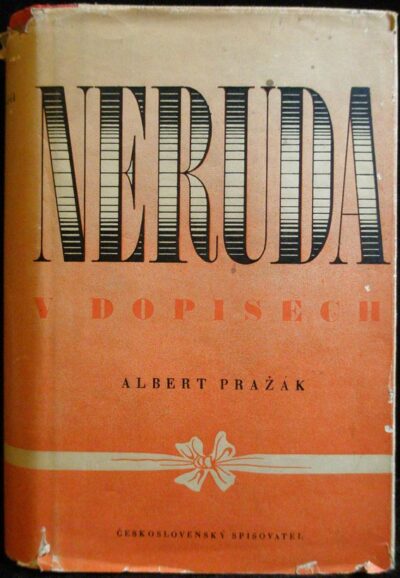 NERUDA
V DOPISECH
ALBERT PRAŽÁK
ČESKOSLOVENSKÝ SPISOVATEL